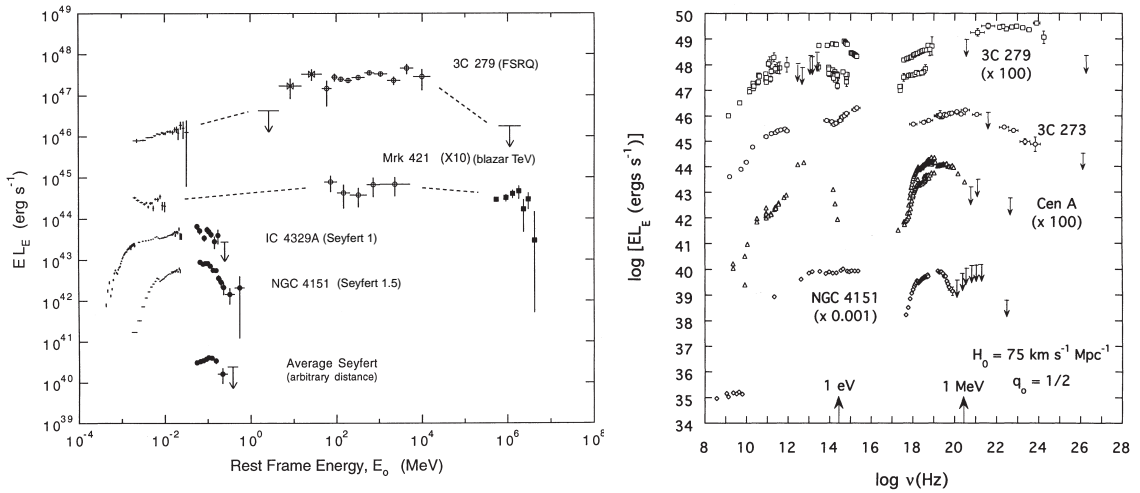 10^49
10^48
10^47
10^46
10^45
10^44
10^43
10^42
10^41
10^40
10^39
E L_E (erg s^-1)
3C 279 (FSRQ)
Mrk 421 (X10) (blazar TeV)
IC 4329A (Seyfert 1)
NGC 4151 (Seyfert 1.5)
Average Seyfert
(arbitrary distance)
10^-4 10^-2 10^0 10^2 10^4 10^6 10^8
Rest Frame Energy, E_o (MeV)
50
49
48
47
46
45
44
43
42
41
40
39
38
37
36
35
34
log [EL_E (ergs s^-1)]
3C 279
(x 100)
3C 273
Cen A
(x 100)
NGC 4151
(x 0.001)
H_0 = 75 km s^-1 Mpc^-1
q_o = 1/2
1 eV 1 MeV
8 10 12 14 16 18 20 22 24 26 28
log ν(Hz)